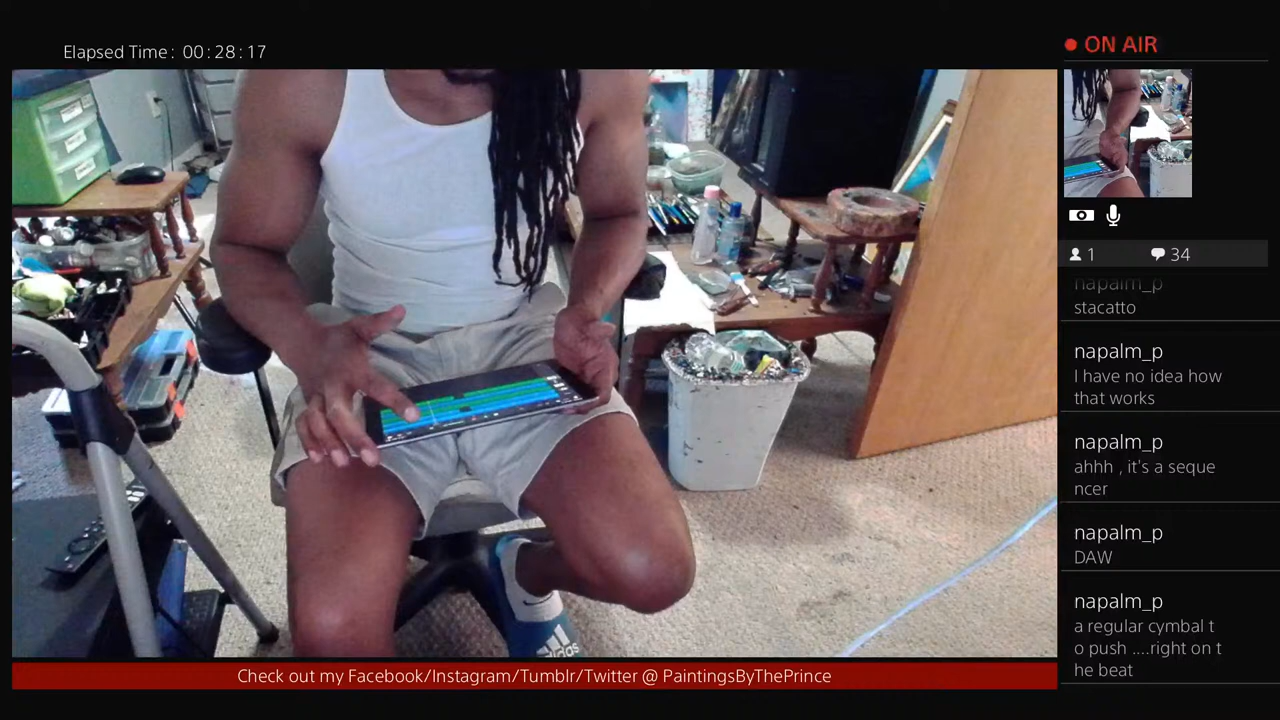 Elapsed Time: 00:28:17
ON AIR
1
34
napalm_p
stacatto
napalm_p
I have no idea how
that works
napalm_p
ahhh , it's a seque
ncer
napalm_p
DAW
napalm_p
a regular cymbal t
o push ....right on t
he beat
adidas
Check out my Facebook/Instagram/Tumblr/Twitter @ PaintingsByThePrince